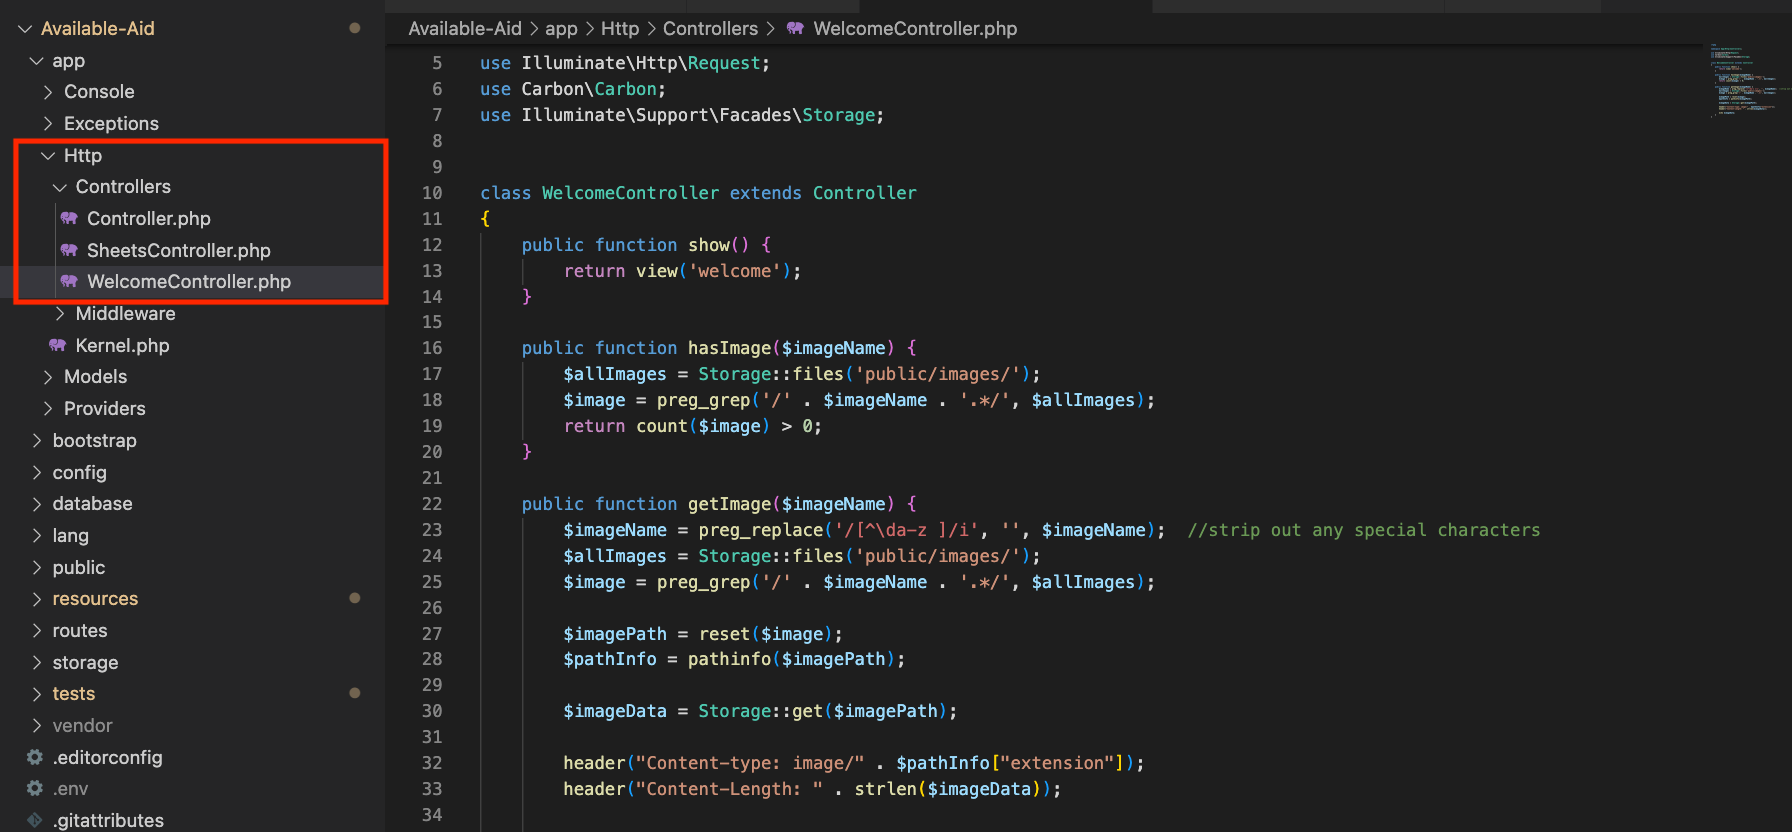 Available-Aid
app
Console
Exceptions
Http
Controllers
Controller.php
SheetsController.php
WelcomeController.php
Middleware
Kernel.php
Models
Providers
bootstrap
config
database
lang
public
resources
routes
storage
tests
vendor
.editorconfig
.env
.gitattributes
Available-Aid > app > Http > Controllers > WelcomeController.php
5 use Illuminate\Http\Request;
6 use Carbon\Carbon;
7 use Illuminate\Support\Facades\Storage;
8
9
10 class WelcomeController extends Controller
11 {
12     public function show() {
13         return view('welcome');
14     }
15
16     public function hasImage($imageName) {
17         $allImages = Storage::files('public/images/');
18         $image = preg_grep('/' . $imageName . '.*/', $allImages);
19         return count($image) > 0;
20     }
21
22     public function getImage($imageName) {
23         $imageName = preg_replace('/[^\da-z ]/i', '', $imageName);  //strip out any special characters
24         $allImages = Storage::files('public/images/');
25         $image = preg_grep('/' . $imageName . '.*/', $allImages);
26
27         $imagePath = reset($image);
28         $pathInfo = pathinfo($imagePath);
29
30         $imageData = Storage::get($imagePath);
31
32         header("Content-type: image/" . $pathInfo["extension"]);
33         header("Content-Length: " . strlen($imageData));
34